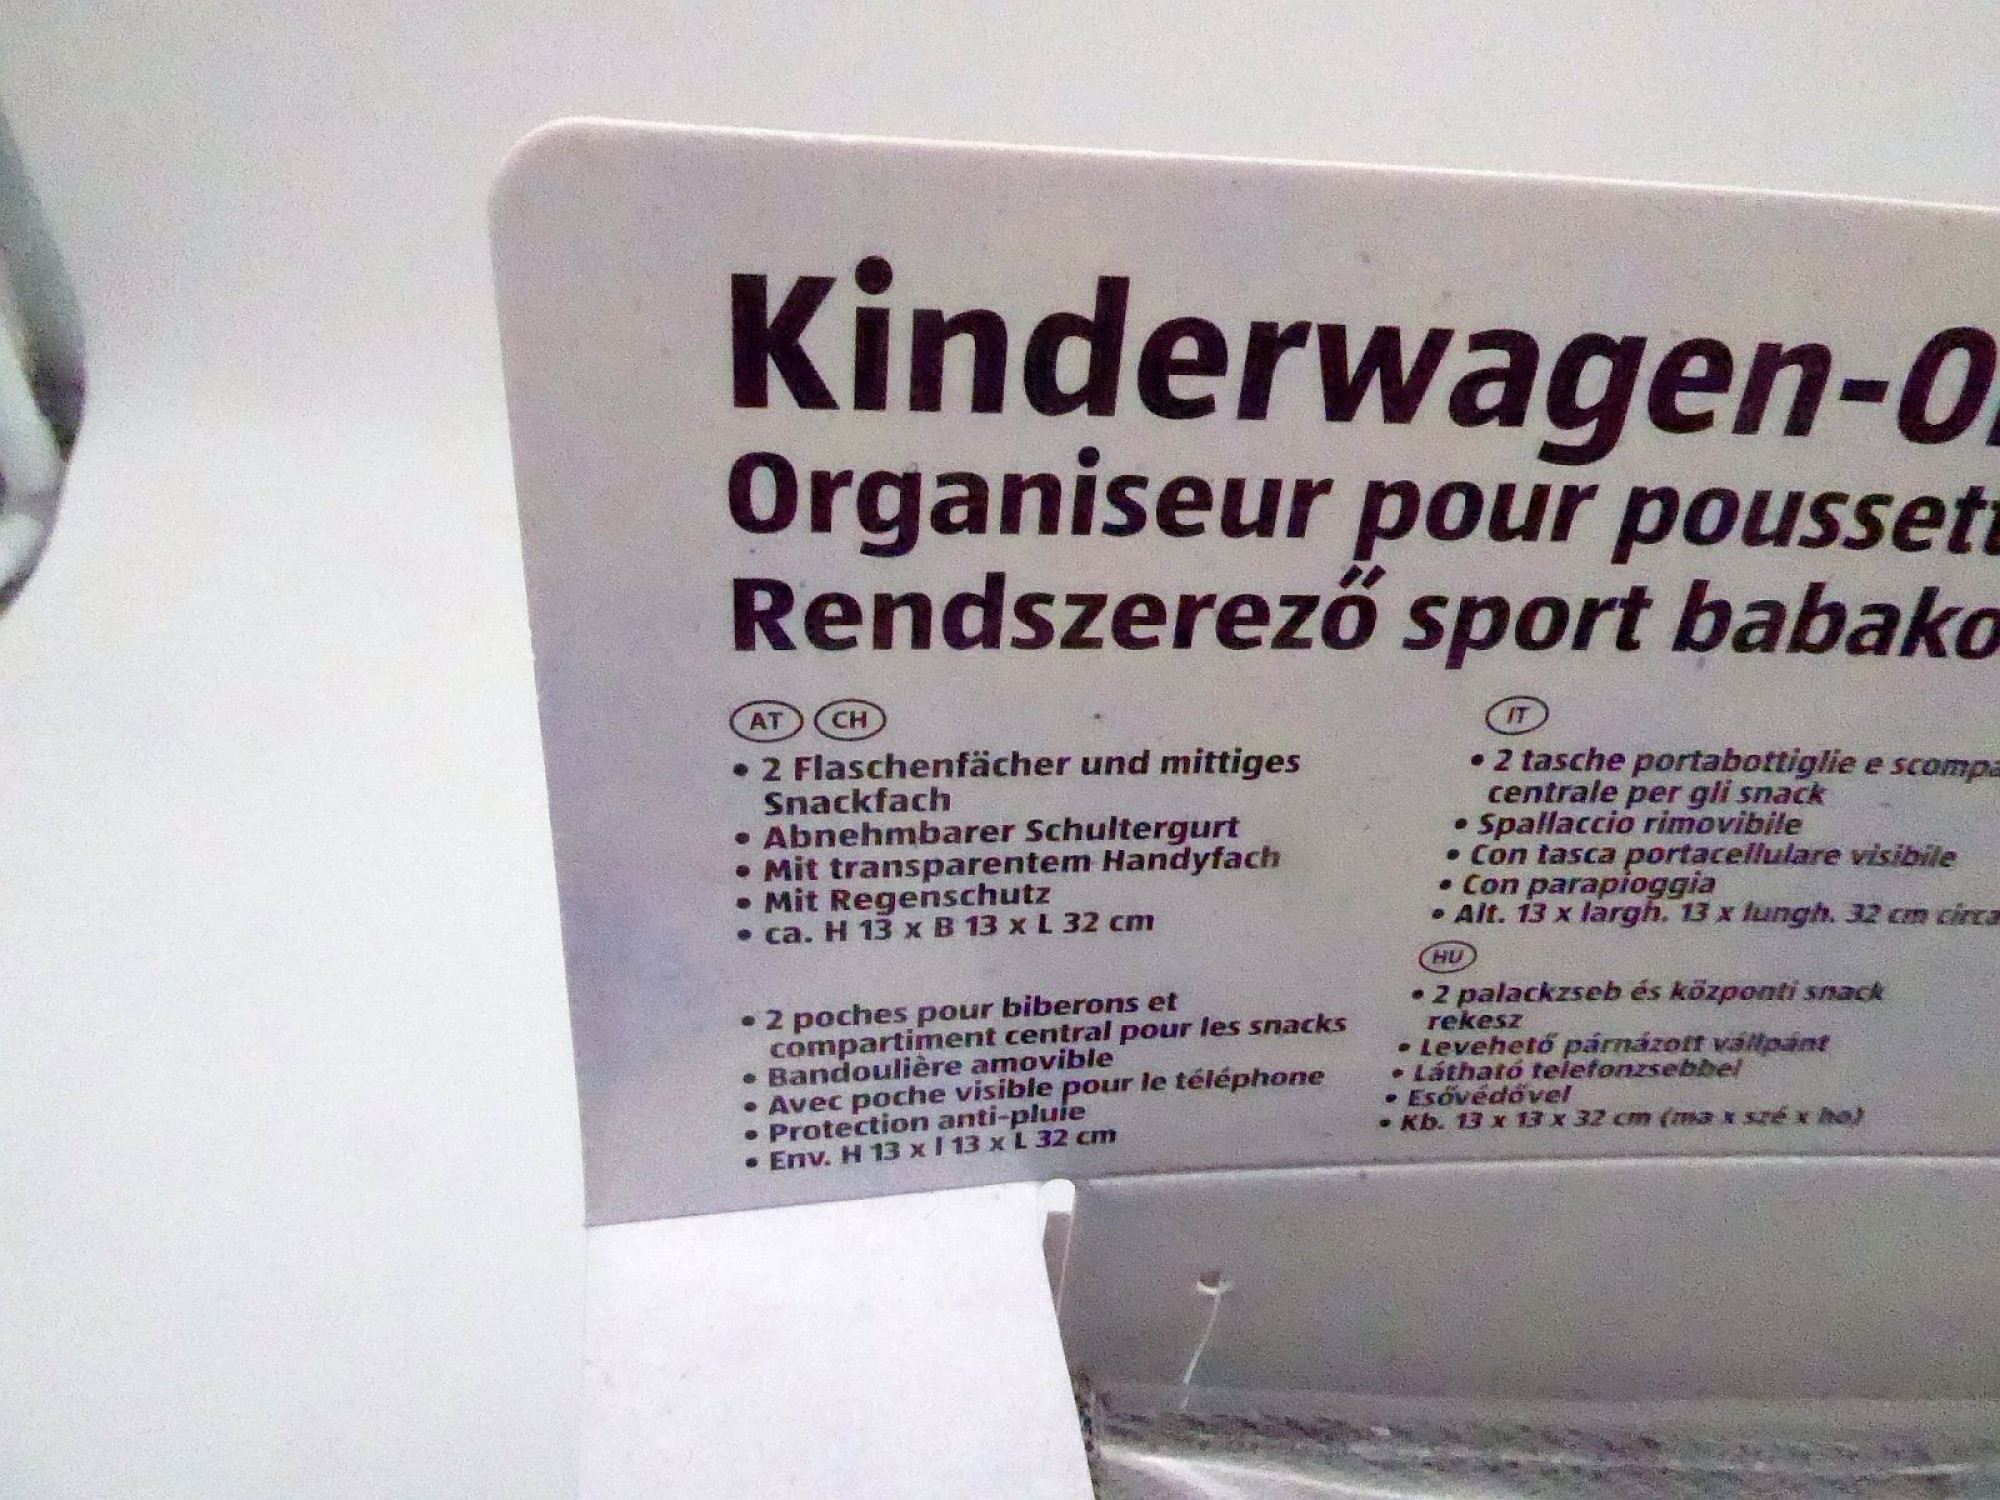 Kinderwagen-O
Organiseur pour poussett
Rendszerező sport babako
AT CH
• 2 Flaschenfächer und mittiges
Snackfach
• Abnehmbarer Schultergurt
• Mit transparentem Handyfach
• Mit Regenschutz
• ca. H 13 x B 13 x L 32 cm
• 2 poches pour biberons et
compartiment central pour les snacks
• Bandoulière amovible
• Avec poche visible pour le téléphone
• Protection anti-pluie
• Env. H 13 x l 13 x L 32 cm
IT
• 2 tasche portabottiglie e scompa
centrale per gli snack
• Spallaccio rimovibile
• Con tasca portacellulare visibile
• Con parapioggia
• Alt. 13 x largh. 13 x lungh. 32 cm circa
HU
• 2 palackzseb és központi snack
rekesz
• Levehető párnázott vállpánt
• Látható telefonzsebbel
• Esővédővel
• Kb. 13 x 13 x 32 cm (ma x szé x ho)